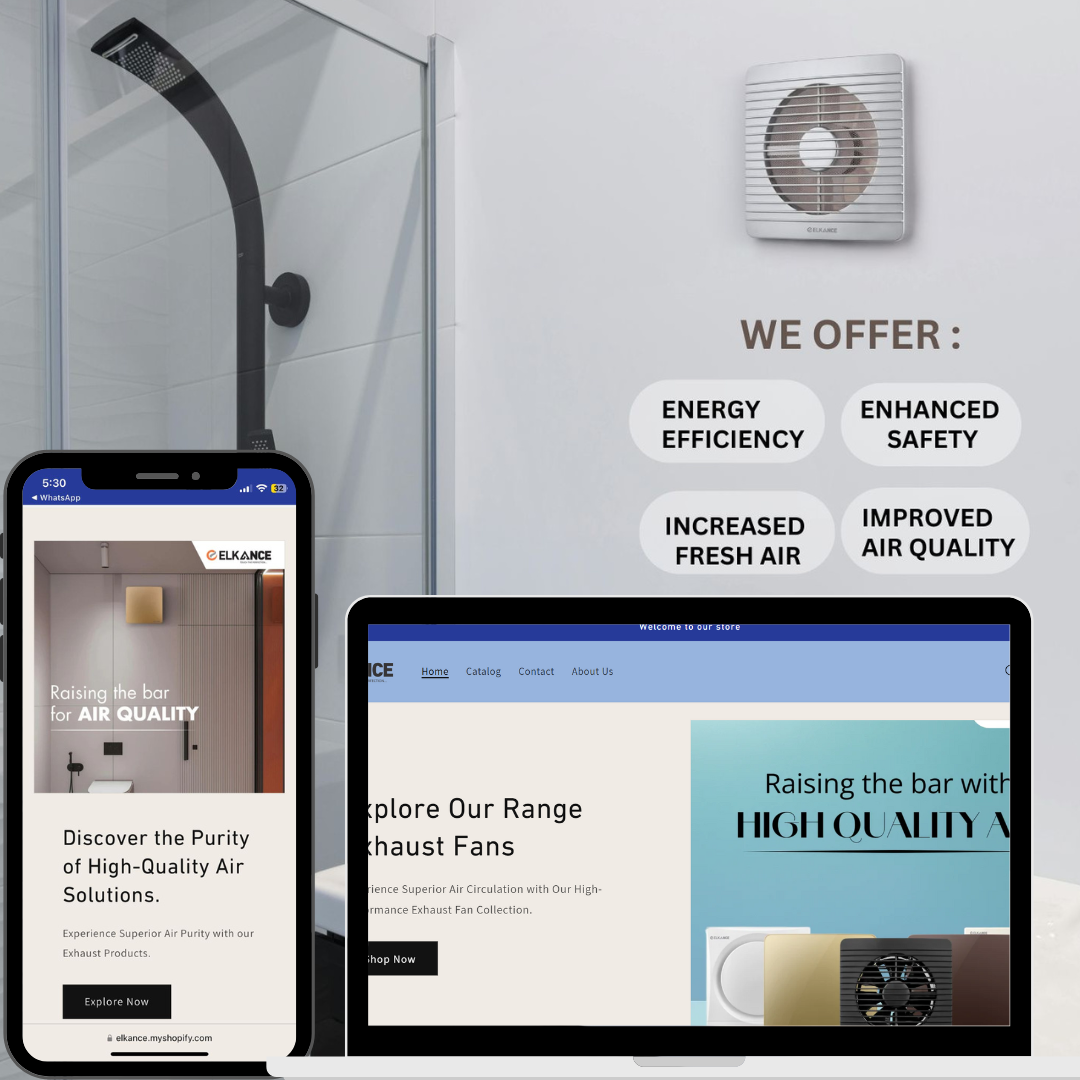 ELKANCE
WE OFFER :
ENERGY
EFFICIENCY
ENHANCED
SAFETY
INCREASED
FRESH AIR
IMPROVED
AIR QUALITY
5:30
32
◀ WhatsApp
ELKANCE
Raising the bar
for AIR QUALITY
Discover the Purity
of High-Quality Air
Solutions.
Experience Superior Air Purity with our
Exhaust Products.
Explore Now
elkance.myshopify.com
Welcome to our store
NCE
Home Catalog Contact About Us
xplore Our Range
xhaust Fans
rience Superior Air Circulation with Our High-
ormance Exhaust Fan Collection.
Shop Now
Raising the bar with
HIGH QUALITY A
ELKANCE